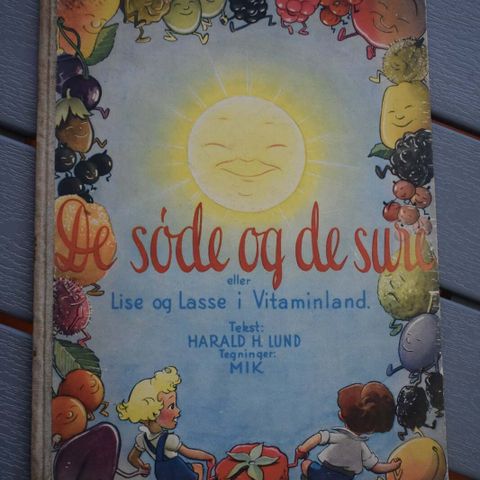 De søde og de sure
eller
Lise og Lasse i Vitaminland.
Tekst:
HARALD H. LUND
Tegninger:
MIK